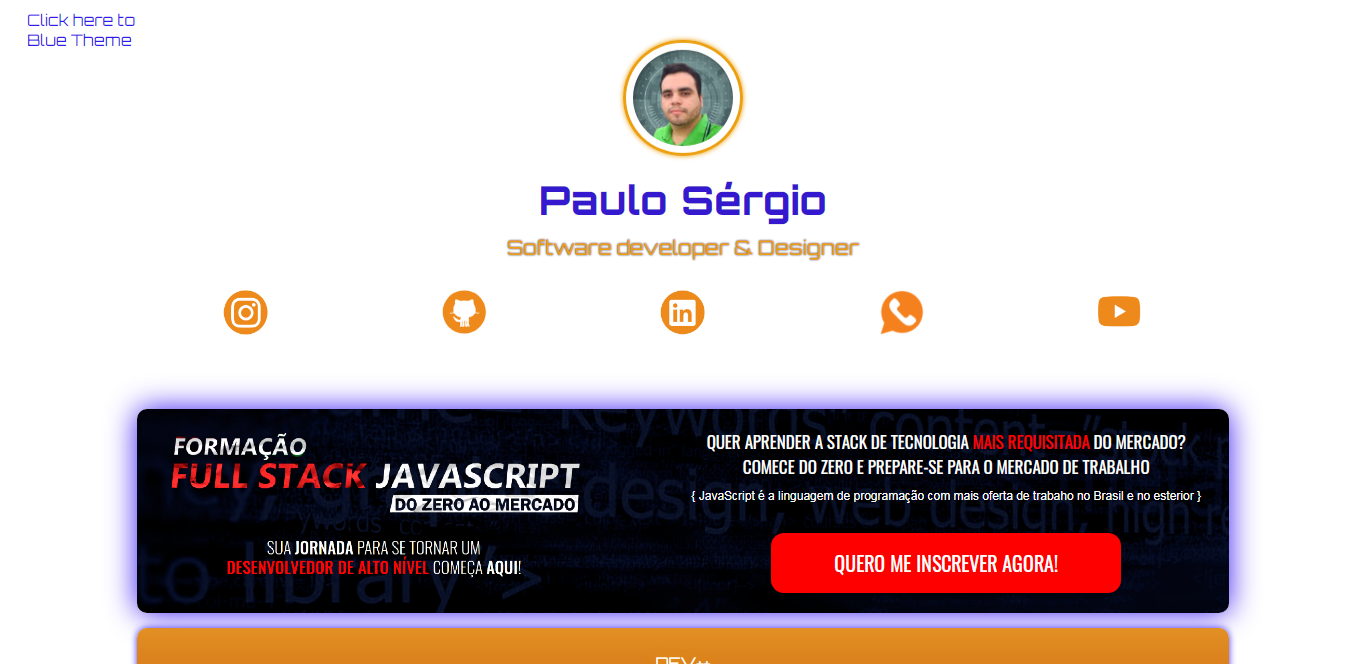 Click here to
Blue Theme
Paulo Sérgio
Software developer & Designer
FORMAÇÃO
FULL STACK JAVASCRIPT
DO ZERO AO MERCADO
SUA JORNADA PARA SE TORNAR UM
DESENVOLVEDOR DE ALTO NÍVEL COMEÇA AQUI!
QUER APRENDER A STACK DE TECNOLOGIA MAIS REQUISITADA DO MERCADO?
COMECE DO ZERO E PREPARE-SE PARA O MERCADO DE TRABALHO
{ JavaScript é a linguagem de programação com mais oferta de trabaho no Brasil e no esterior }
QUERO ME INSCREVER AGORA!